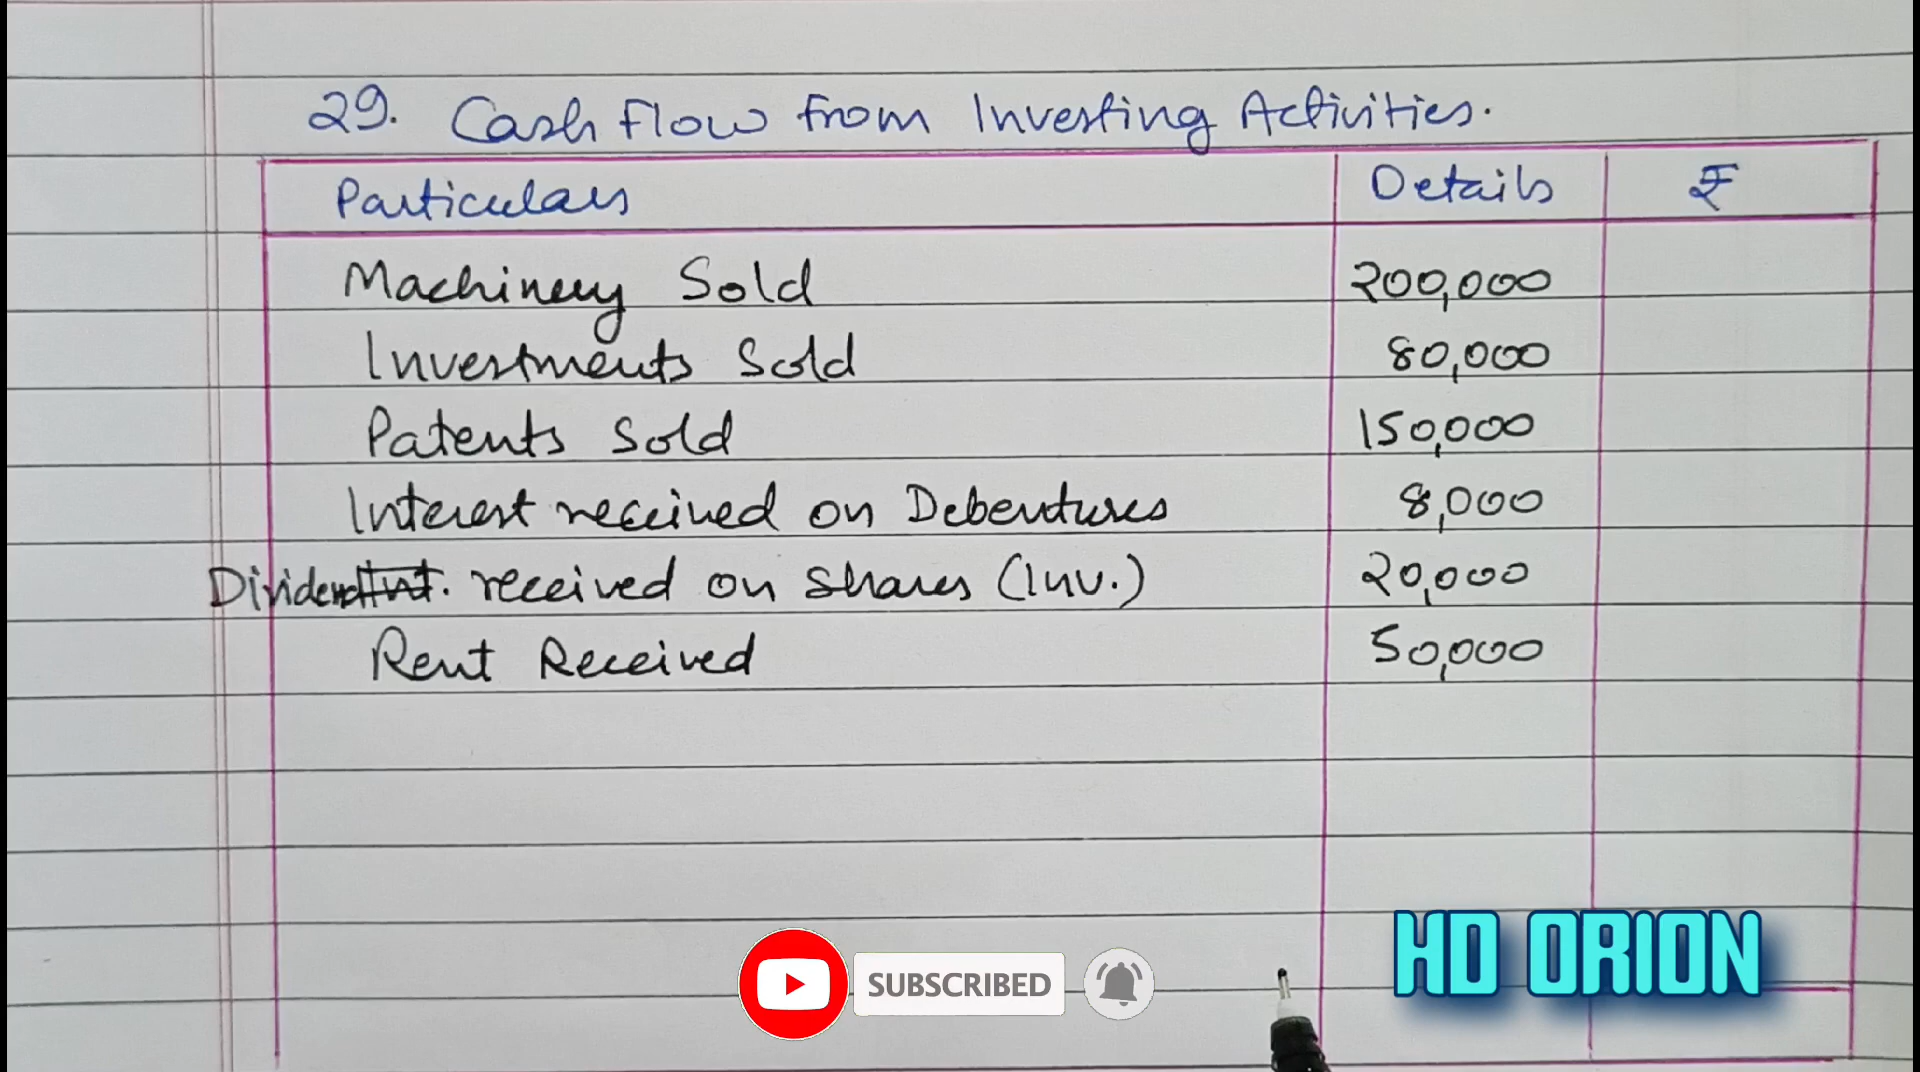 29. Cash Flow from Investing Activities.
Particulars Details ₹
Machinery Sold 200,000
Investments Sold 80,000
Patents Sold 150,000
Interest received on Debentures 8,000
Dividend Int. received on Shares (Inv.) 20,000
Rent Received 50,000
SUBSCRIBED
HD ORION